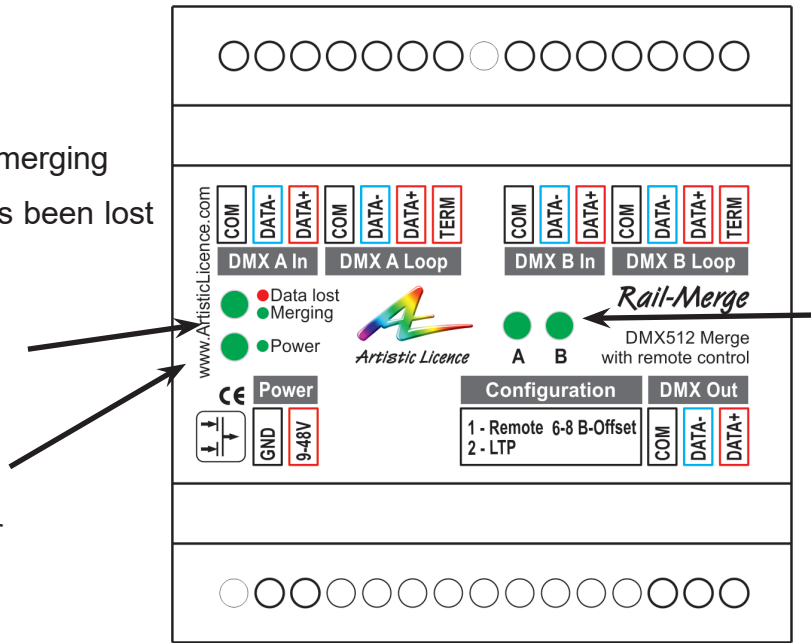 merging
s been lost
www.ArtisticLicence.com
COM DATA- DATA+ COM DATA- DATA+ TERM
DMX A In DMX A Loop
COM DATA- DATA+ COM DATA- DATA+ TERM
DMX B In DMX B Loop
Data lost
Merging
Power
Artistic Licence
A B
Rail-Merge
DMX512 Merge
with remote control
CE
Power
GND 9-48V
Configuration
1 - Remote 6-8 B-Offset
2 - LTP
DMX Out
COM DATA- DATA+